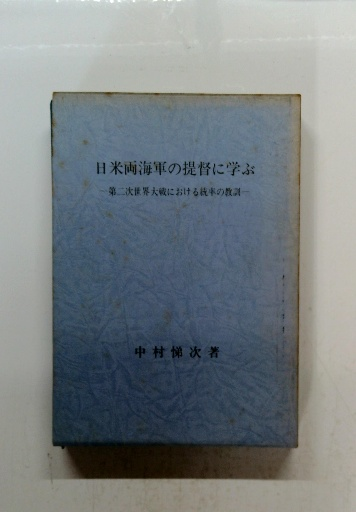 日米両海軍の提督に学ぶ
―第二次世界大戦における統率の教訓―
中村悌次著